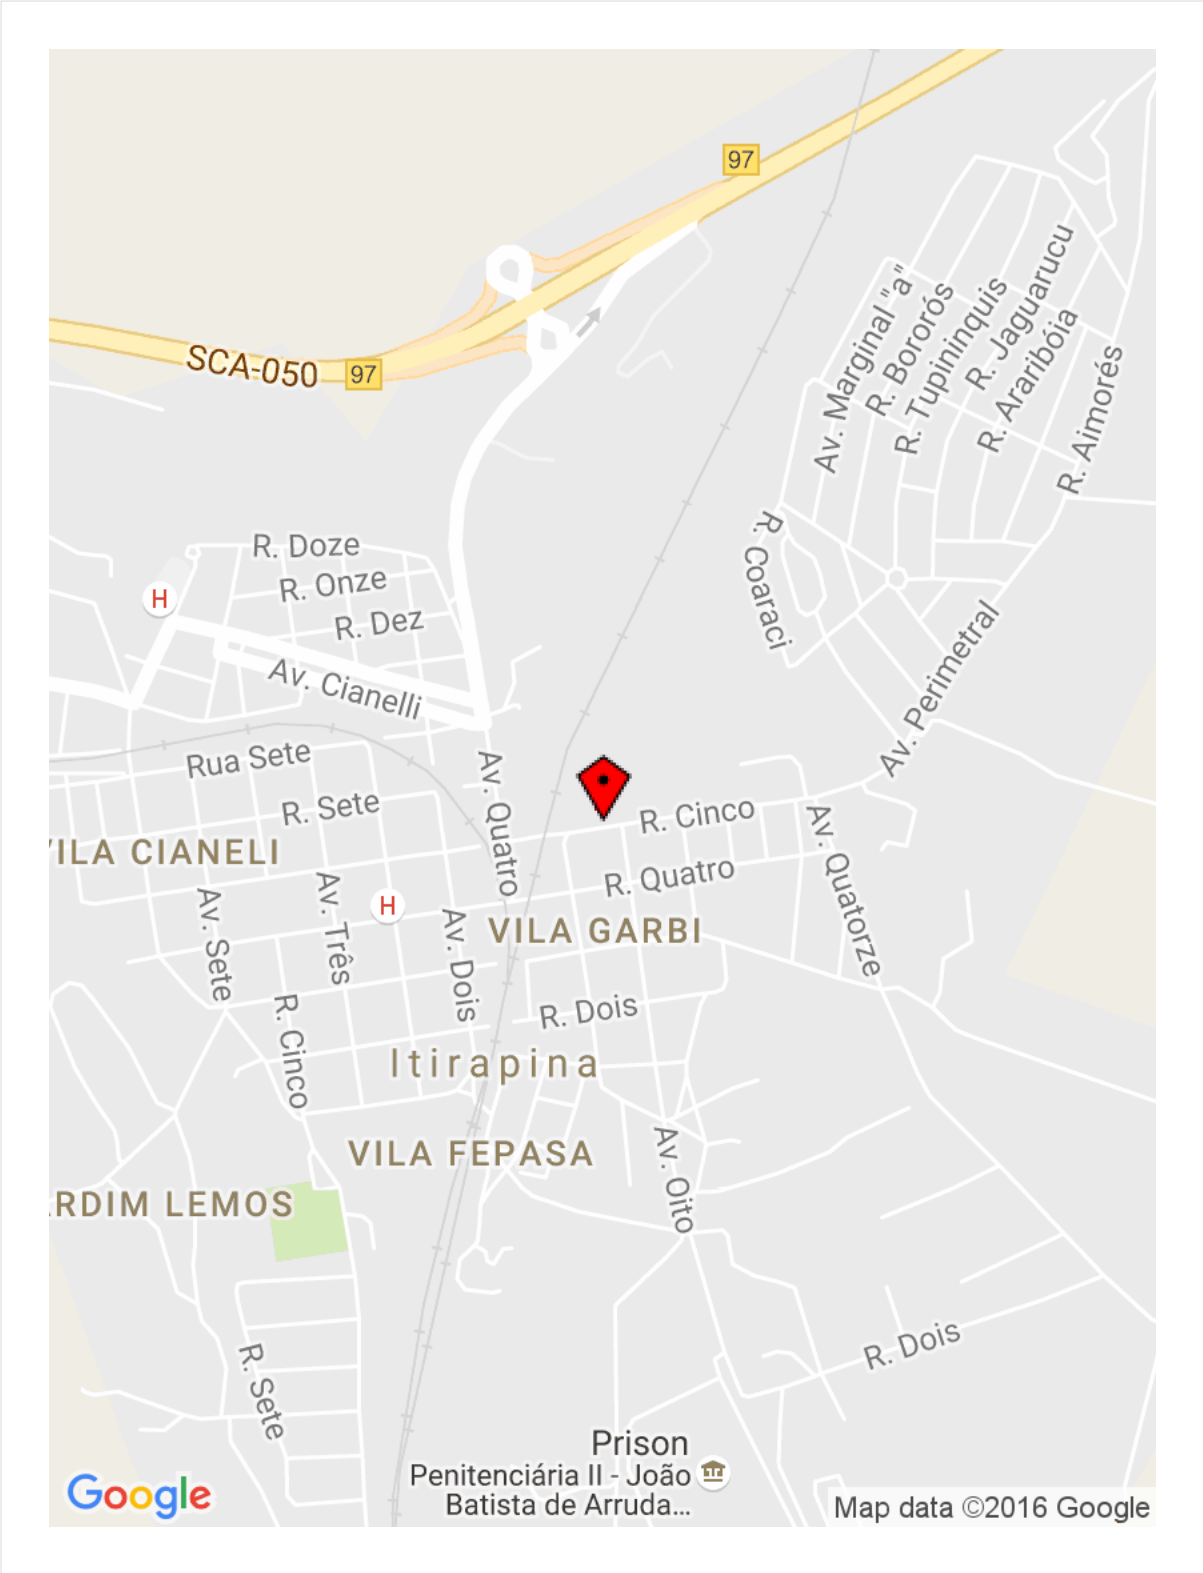 97
SCA-050
97
Av. Marginal "a"
R. Bororós
R. Tupininquis
R. Jaguarucu
R. Araribóia
R. Aimorés
R. Doze
R. Onze
R. Dez
H
Av. Cianelli
R. Coaraci
Av. Perimetral
Rua Sete
R. Sete
Av. Quatro
R. Cinco
VILA CIANELI
R. Quatro
Av. Quatorze
Av. Sete
Av. Três
H
Av. Dois
VILA GARBI
R. Cinco
R. Dois
Itirapina
VILA FEPASA
Av. Oito
RDIM LEMOS
R. Sete
R. Dois
Prison
Penitenciária II - João
Batista de Arruda...
Google
Map data ©2016 Google